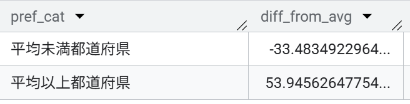 pref_cat diff_from_avg
平均未満都道府県 -33.4834922964...
平均以上都道府県 53.94562647754...